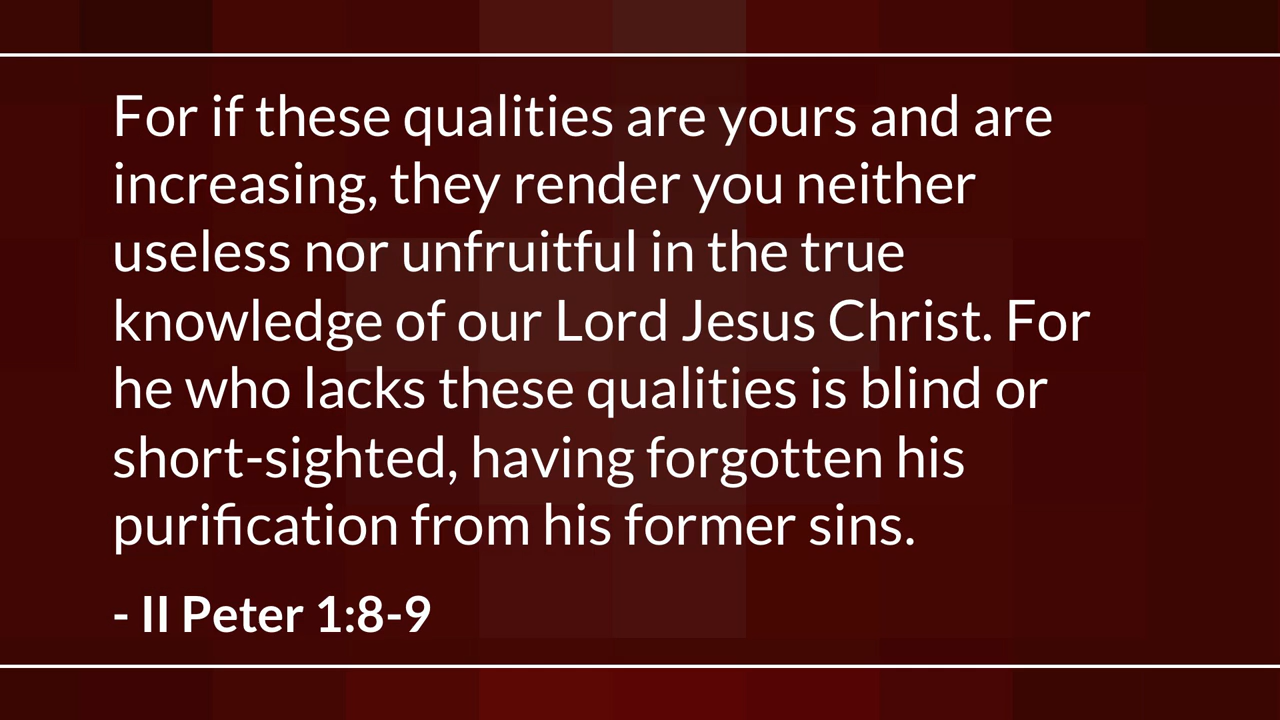 For if these qualities are yours and are
increasing, they render you neither
useless nor unfruitful in the true
knowledge of our Lord Jesus Christ. For
he who lacks these qualities is blind or
short-sighted, having forgotten his
purification from his former sins.
- II Peter 1:8-9